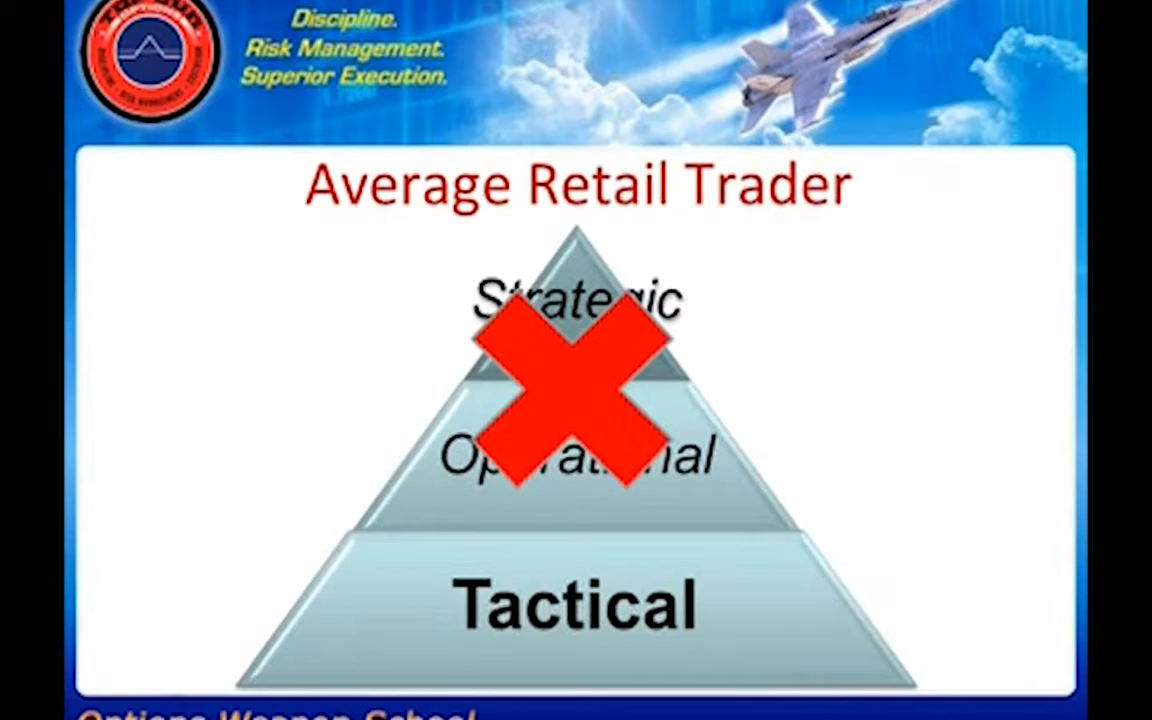 Discipline.
Risk Management.
Superior Execution.
Average Retail Trader
Strategic
Operational
Tactical
Options Weapon School